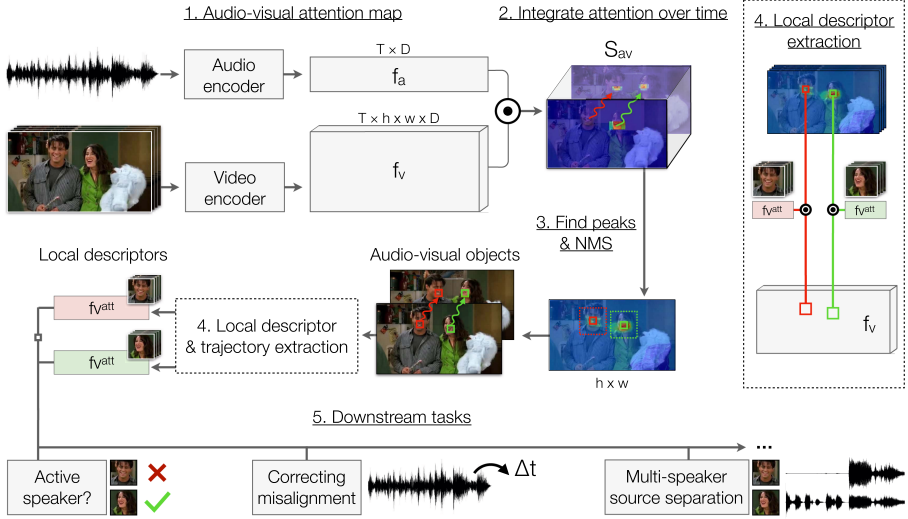 1. Audio-visual attention map
2. Integrate attention over time
4. Local descriptor
extraction
Audio
encoder
T x D
fa
Sav
Video
encoder
T x h x w x D
fv
fvatt
fvatt
fv
3. Find peaks
& NMS
Local descriptors
Audio-visual objects
fvatt
fvatt
4. Local descriptor
& trajectory extraction
h x w
5. Downstream tasks
...
Active
speaker?
Correcting
misalignment
Δt
Multi-speaker
source separation